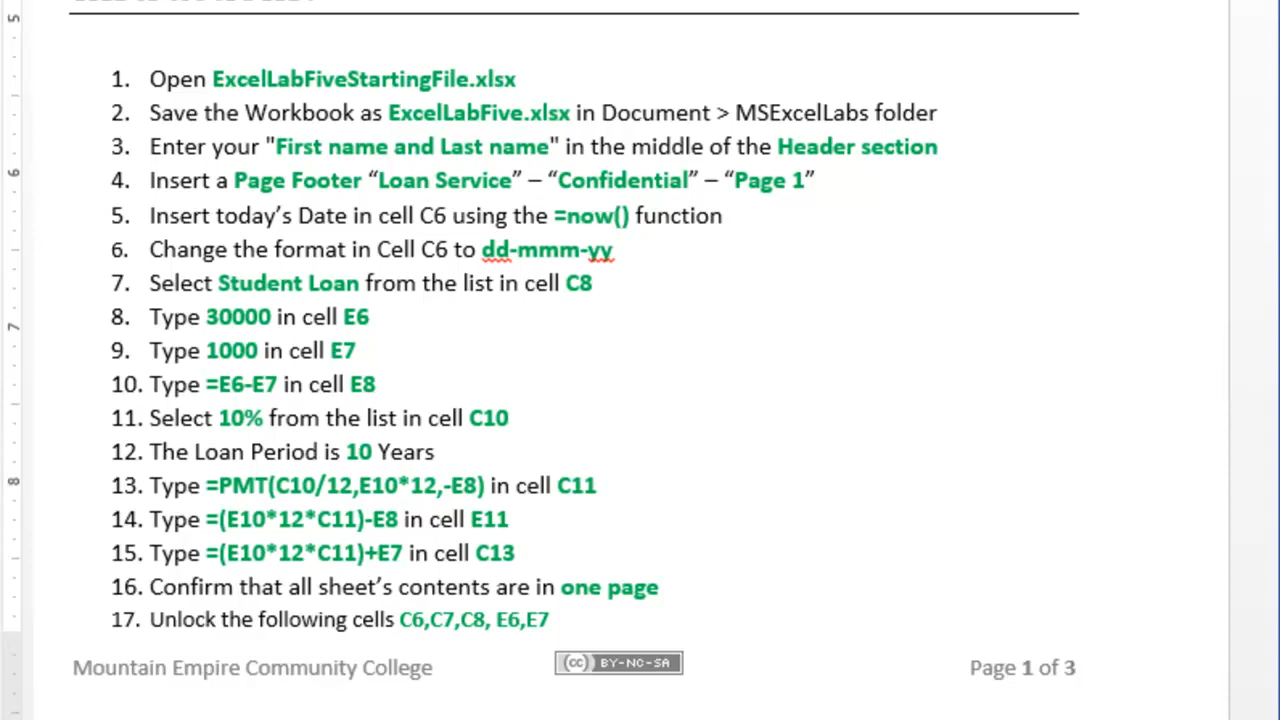 1. Open ExcelLabFiveStartingFile.xlsx
2. Save the Workbook as ExcelLabFive.xlsx in Document > MSExcelLabs folder
3. Enter your "First name and Last name" in the middle of the Header section
4. Insert a Page Footer “Loan Service” – “Confidential” – “Page 1”
5. Insert today’s Date in cell C6 using the =now() function
6. Change the format in Cell C6 to dd-mmm-yy
7. Select Student Loan from the list in cell C8
8. Type 30000 in cell E6
9. Type 1000 in cell E7
10. Type =E6-E7 in cell E8
11. Select 10% from the list in cell C10
12. The Loan Period is 10 Years
13. Type =PMT(C10/12,E10*12,-E8) in cell C11
14. Type =(E10*12*C11)-E8 in cell E11
15. Type =(E10*12*C11)+E7 in cell C13
16. Confirm that all sheet’s contents are in one page
17. Unlock the following cells C6,C7,C8, E6,E7
Mountain Empire Community College
(cc) BY-NC-SA
Page 1 of 3
5
6
7
8